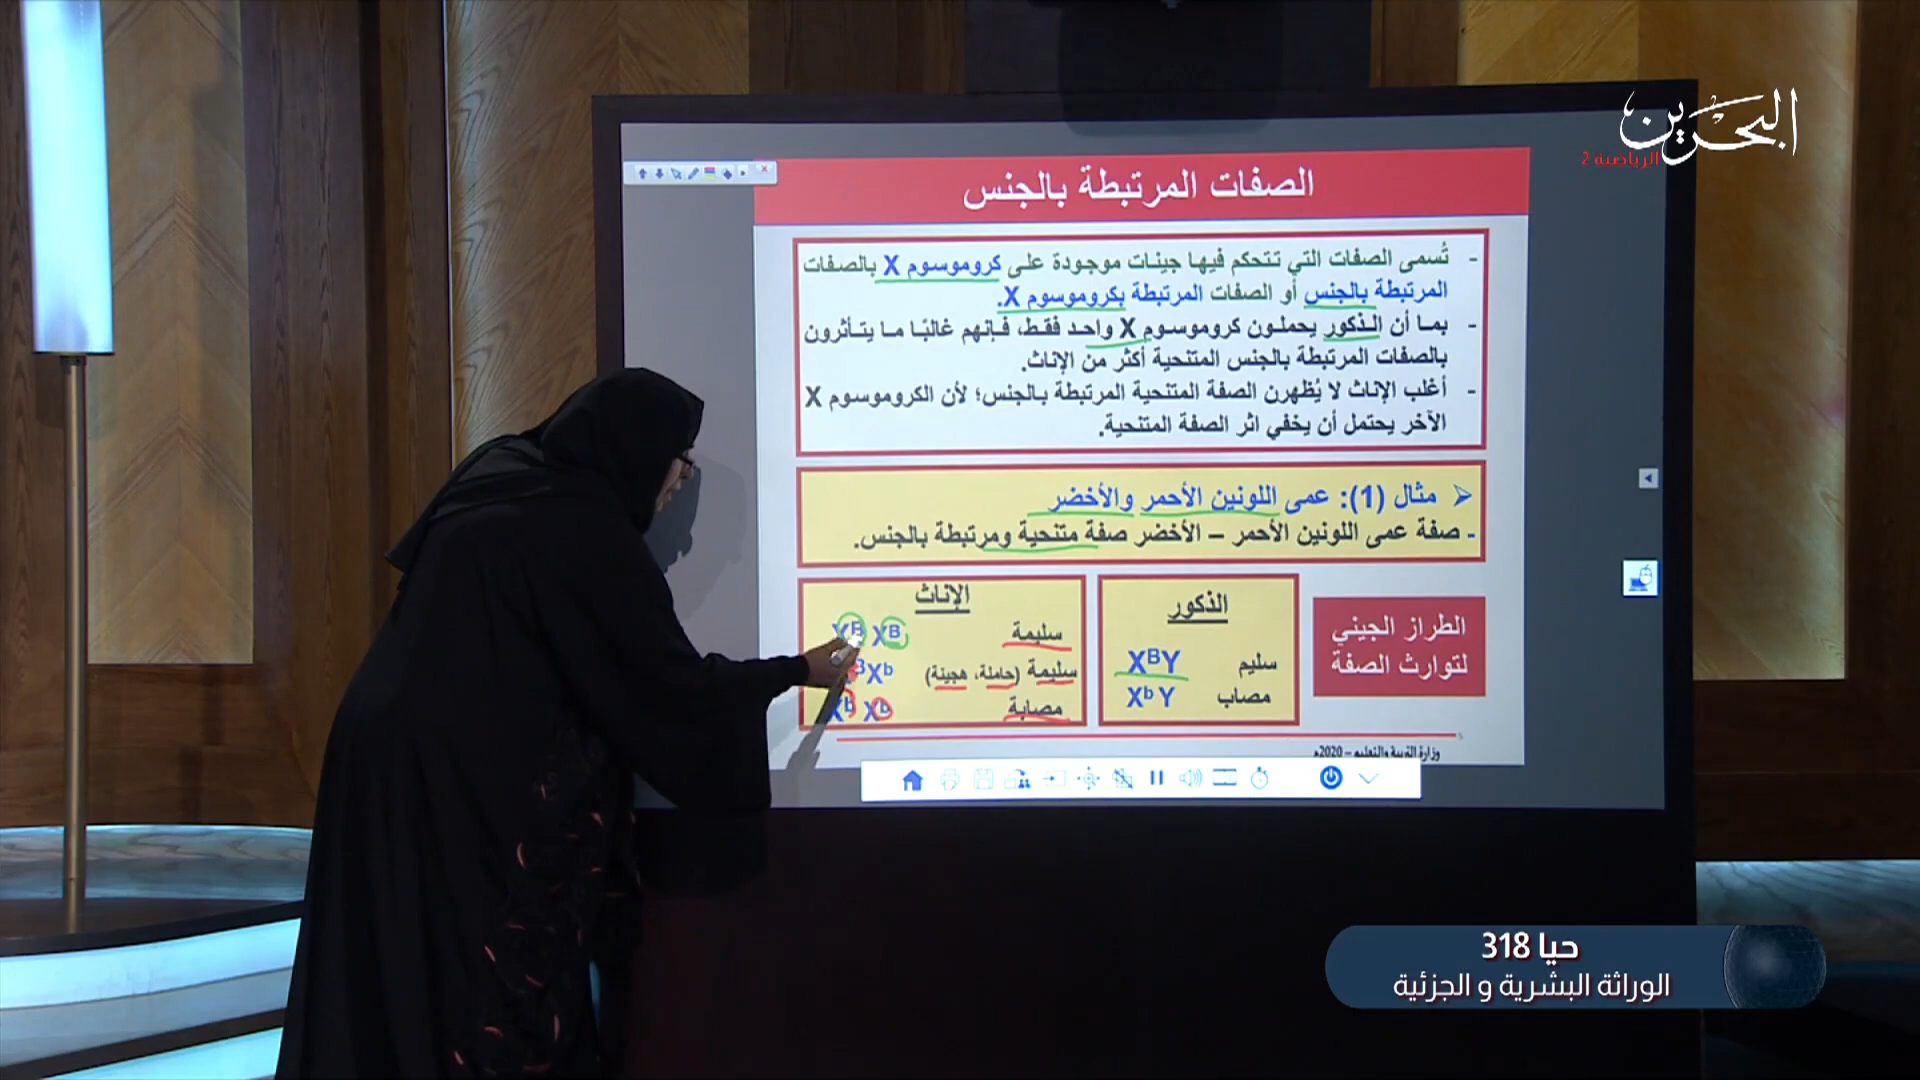 البحرين
الرياضية 2
الصفات المرتبطة بالجنس
- تُسمى الصفات التي تتحكم فيها جينات موجودة على كروموسوم X بالصفات
المرتبطة بالجنس أو الصفات المرتبطة بكروموسوم X.
- بما أن الذكور يحملون كروموسوم X واحد فقط، فإنهم غالبًا ما يتأثرون
بالصفات المرتبطة بالجنس المتنحية أكثر من الإناث.
- أغلب الإناث لا يُظهرن الصفة المتنحية المرتبطة بالجنس؛ لأن الكروموسوم X
الآخر يحتمل أن يخفي اثر الصفة المتنحية.
مثال (1): عمى اللونين الأحمر والأخضر
- صفة عمى اللونين الأحمر – الأخضر صفة متنحية ومرتبطة بالجنس.
الطراز الجيني
لتوارث الصفة
الذكور
سليم XᴮY
مصاب XᵇY
الإناث
سليمة XᴮXᴮ
سليمة (حاملة، هجينة) Xᵇ
مصابة XᵇXᵇ
وزارة التربية والتعليم – 2020م
5
حيا 318
الوراثة البشرية و الجزئية